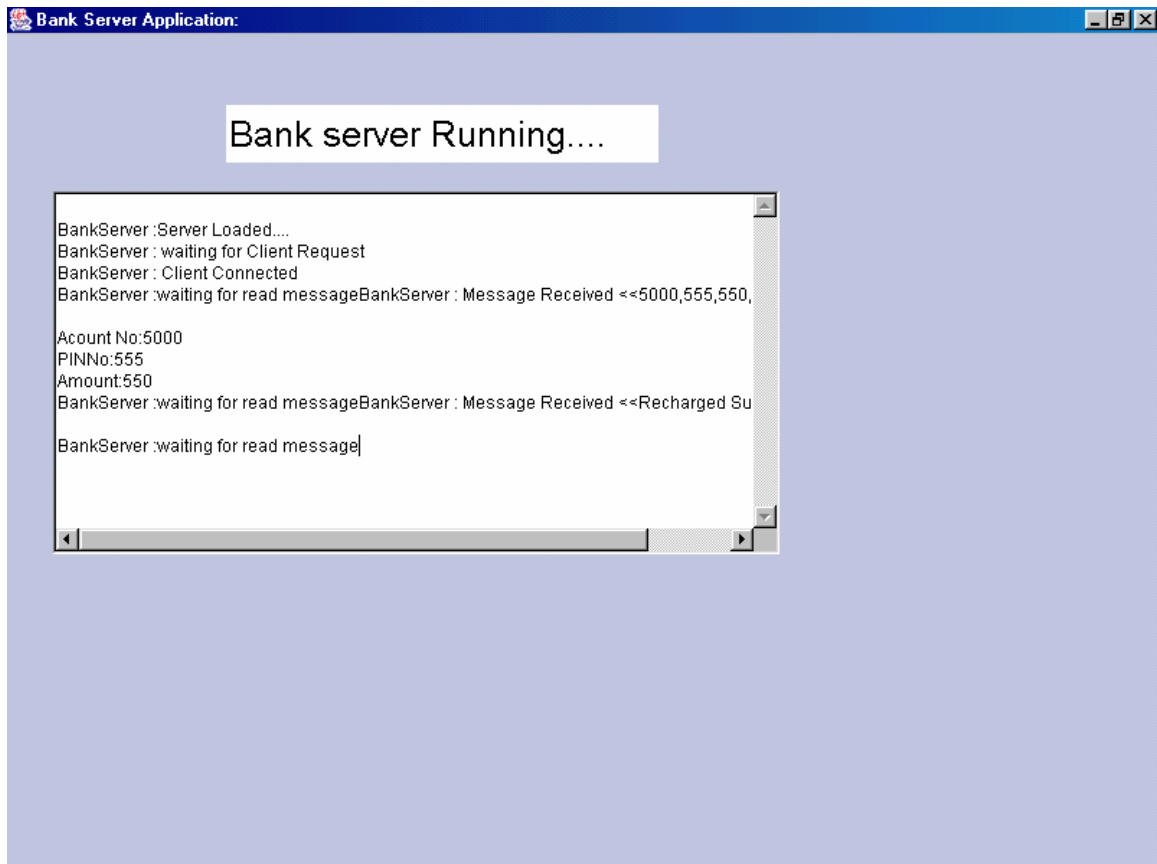 Bank Server Application:
Bank server Running....
BankServer :Server Loaded....
BankServer : waiting for Client Request
BankServer : Client Connected
BankServer :waiting for read messageBankServer : Message Received <<5000,555,550,
Acount No:5000
PINNo:555
Amount:550
BankServer :waiting for read messageBankServer : Message Received <<Recharged Su
BankServer :waiting for read message